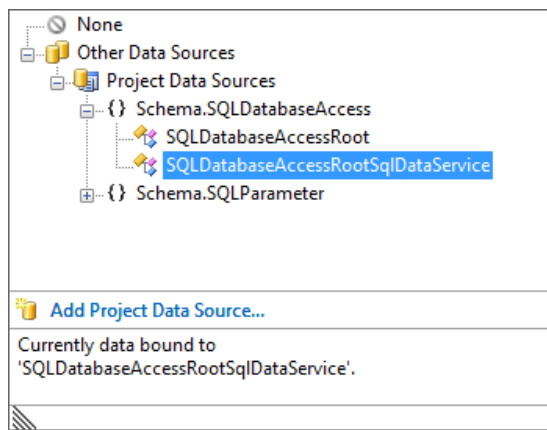 None
Other Data Sources
Project Data Sources
{} Schema.SQLDatabaseAccess
SQLDatabaseAccessRoot
SQLDatabaseAccessRootSqlDataService
{} Schema.SQLParameter
Add Project Data Source...
Currently data bound to
'SQLDatabaseAccessRootSqlDataService'.